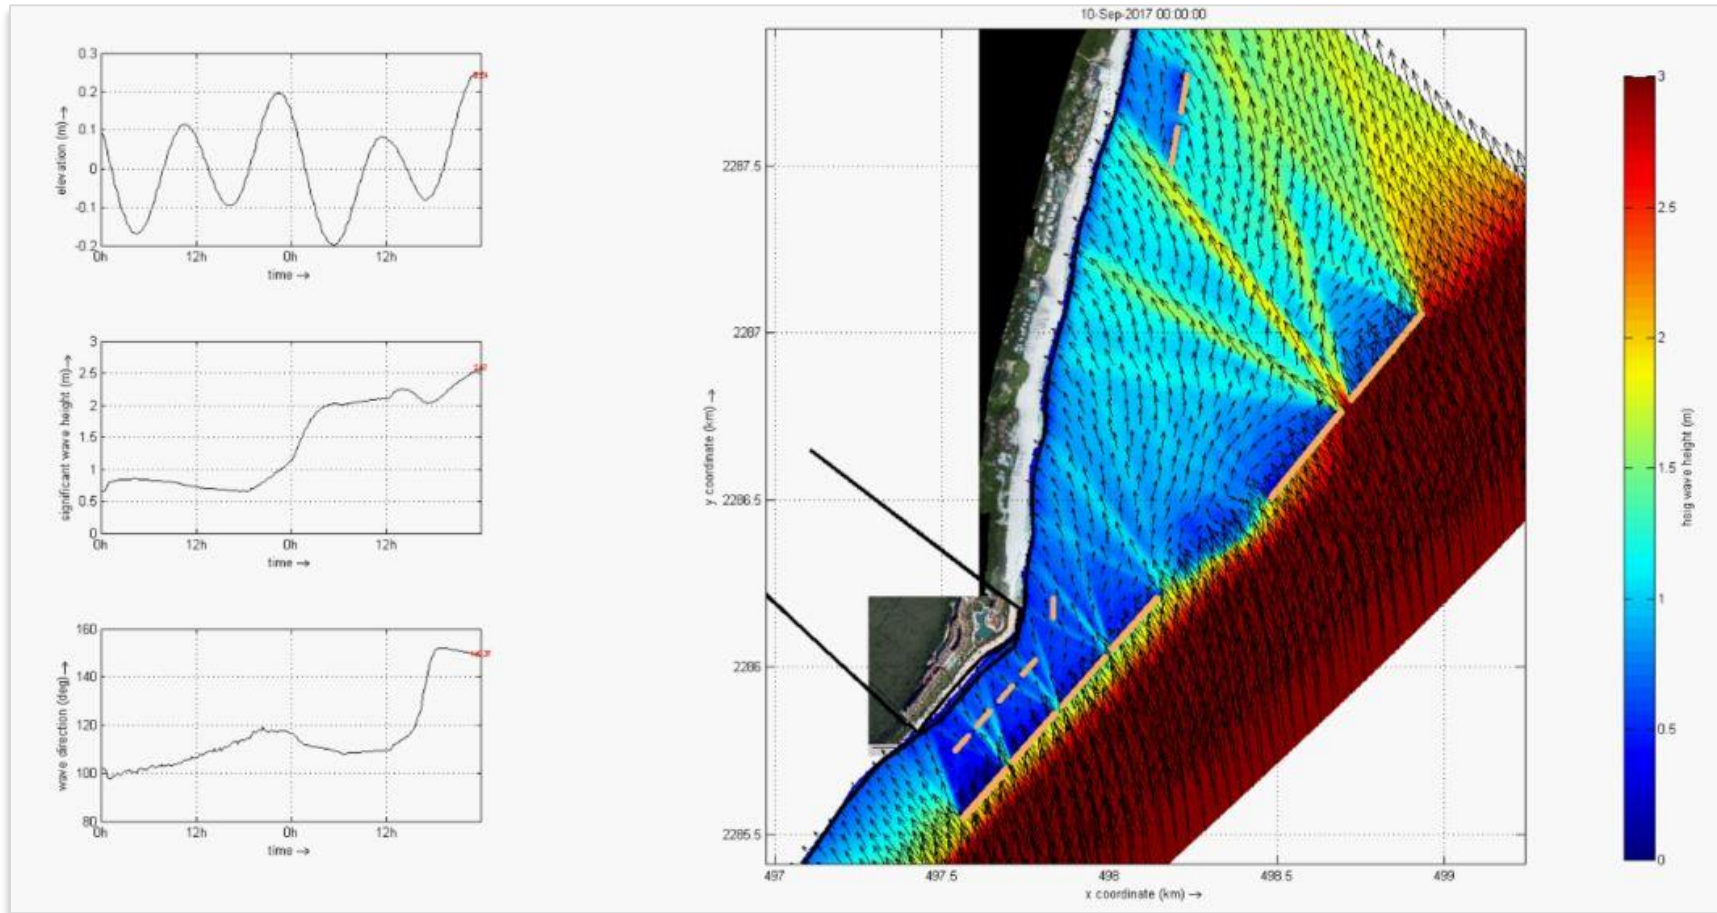 0.3
0.2
0.1
0
-0.1
-0.2
elevation (m)→
0h 12h 0h 12h
time →
3
2.5
2
1.5
1
0.5
0
significant wave height (m)→
0h 12h 0h 12h
time →
160
140
120
100
80
wave direction (deg)→
0h 12h 0h 12h
time →
10-Sep-2017 00:00:00
2287.5
2287
2286.5
2286
2285.5
y coordinate (km) →
497 497.5 498 498.5 499
x coordinate (km) →
3
2.5
2
1.5
1
0.5
0
hsig wave height (m)